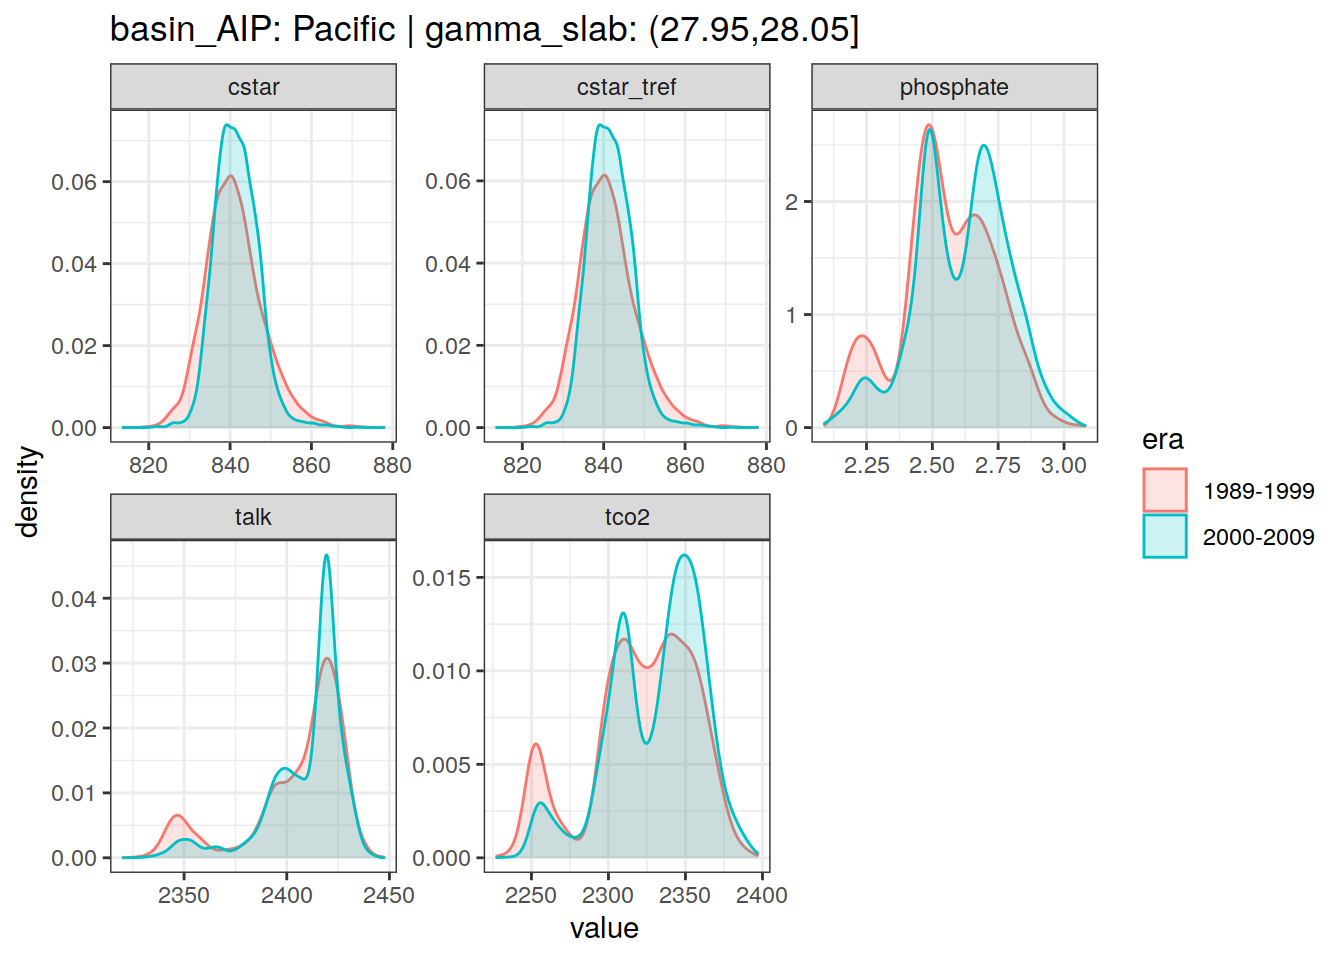 basin_AIP: Pacific | gamma_slab: (27.95,28.05]
cstar
cstar_tref
phosphate
0.06
0.04
0.02
0.00
820 840 860 880
0.06
0.04
0.02
0.00
820 840 860 880
2
1
0
2.25 2.50 2.75 3.00
density
talk
tco2
0.04
0.03
0.02
0.01
0.00
2350 2400 2450
0.015
0.010
0.005
0.000
2250 2300 2350 2400
value
era
1989-1999
2000-2009